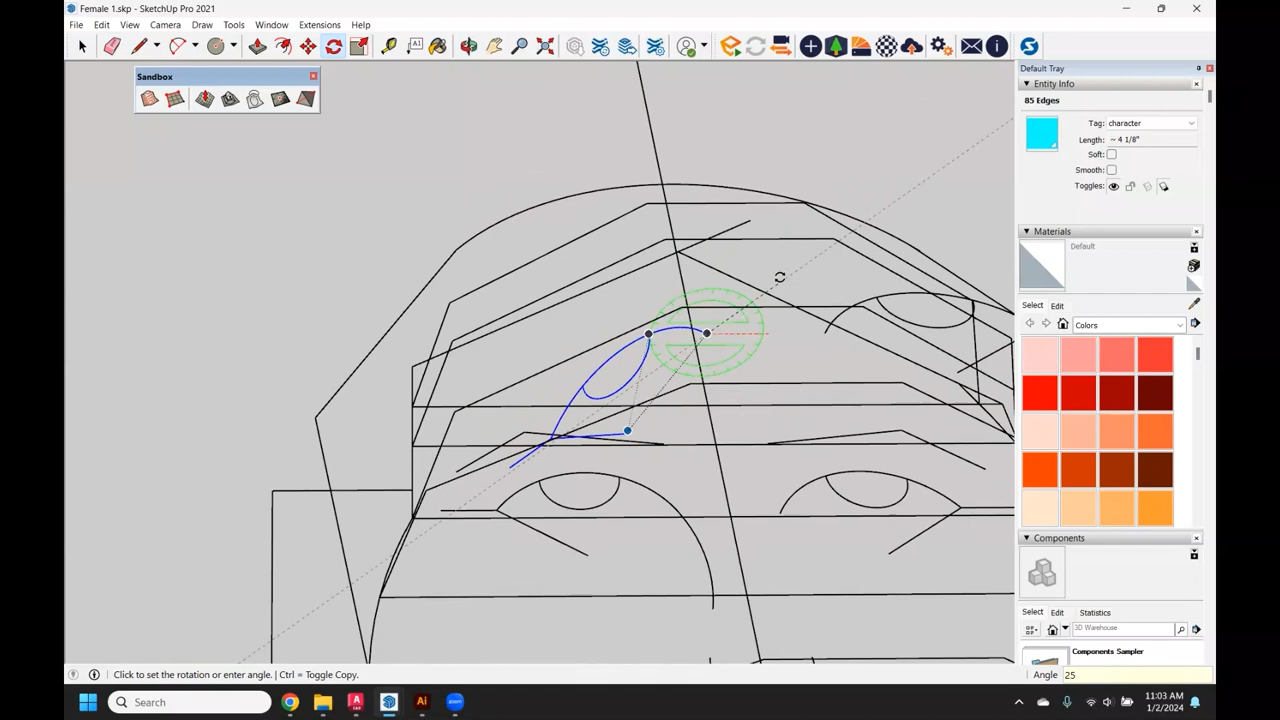 Female 1.skp - SketchUp Pro 2021
File Edit View Camera Draw Tools Window Extensions Help
Sandbox
Default Tray
Entity Info
85 Edges
Tag: character
Length: ~ 4 1/8"
Soft:
Smooth:
Toggles:
Materials
Default
Select Edit
Colors
Components
Select Edit Statistics
3D Warehouse
Components Sampler
Click to set the rotation or enter angle. | Ctrl = Toggle Copy.
Angle 25
Search
11:03 AM
1/2/2024